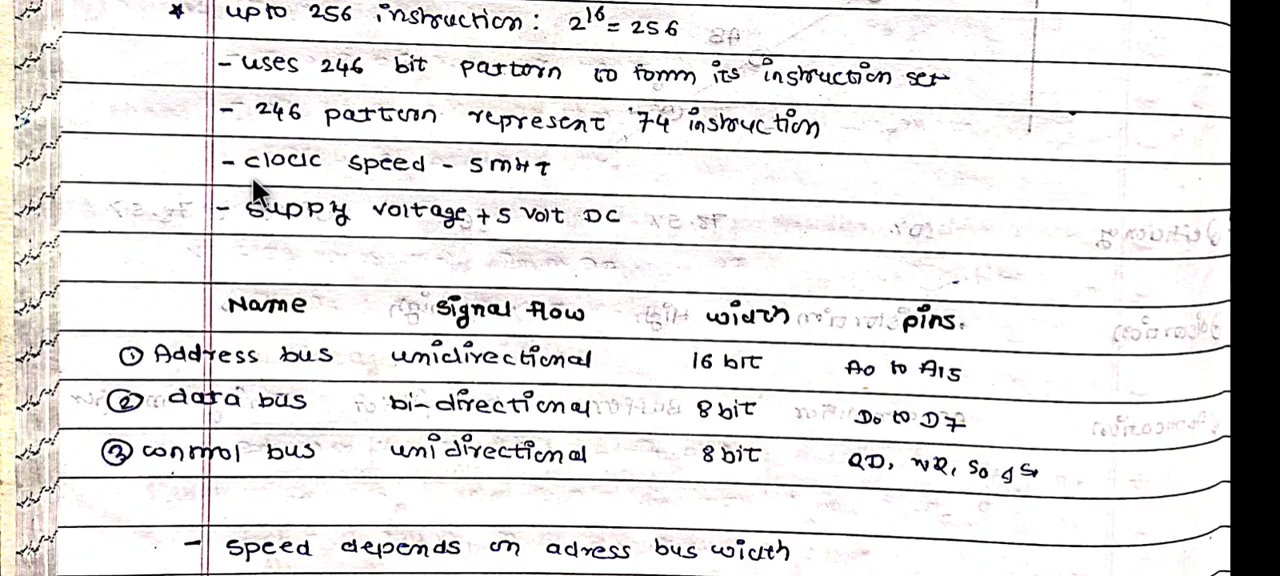 * upto 256 instruction: 2^16 = 256
- uses 246 bit pattern to form its instruction set
- 246 pattern represent 74 instruction
- clock speed - 5 MHz
- Supply voltage + 5 volt DC
Name signal flow width pins.
① Address bus unidirectional 16 bit A0 to A15
② data bus bi-directional 8 bit D0 to D7
③ control bus unidirectional 8 bit RD, WR, S0 & S1
- speed depends on adress bus width